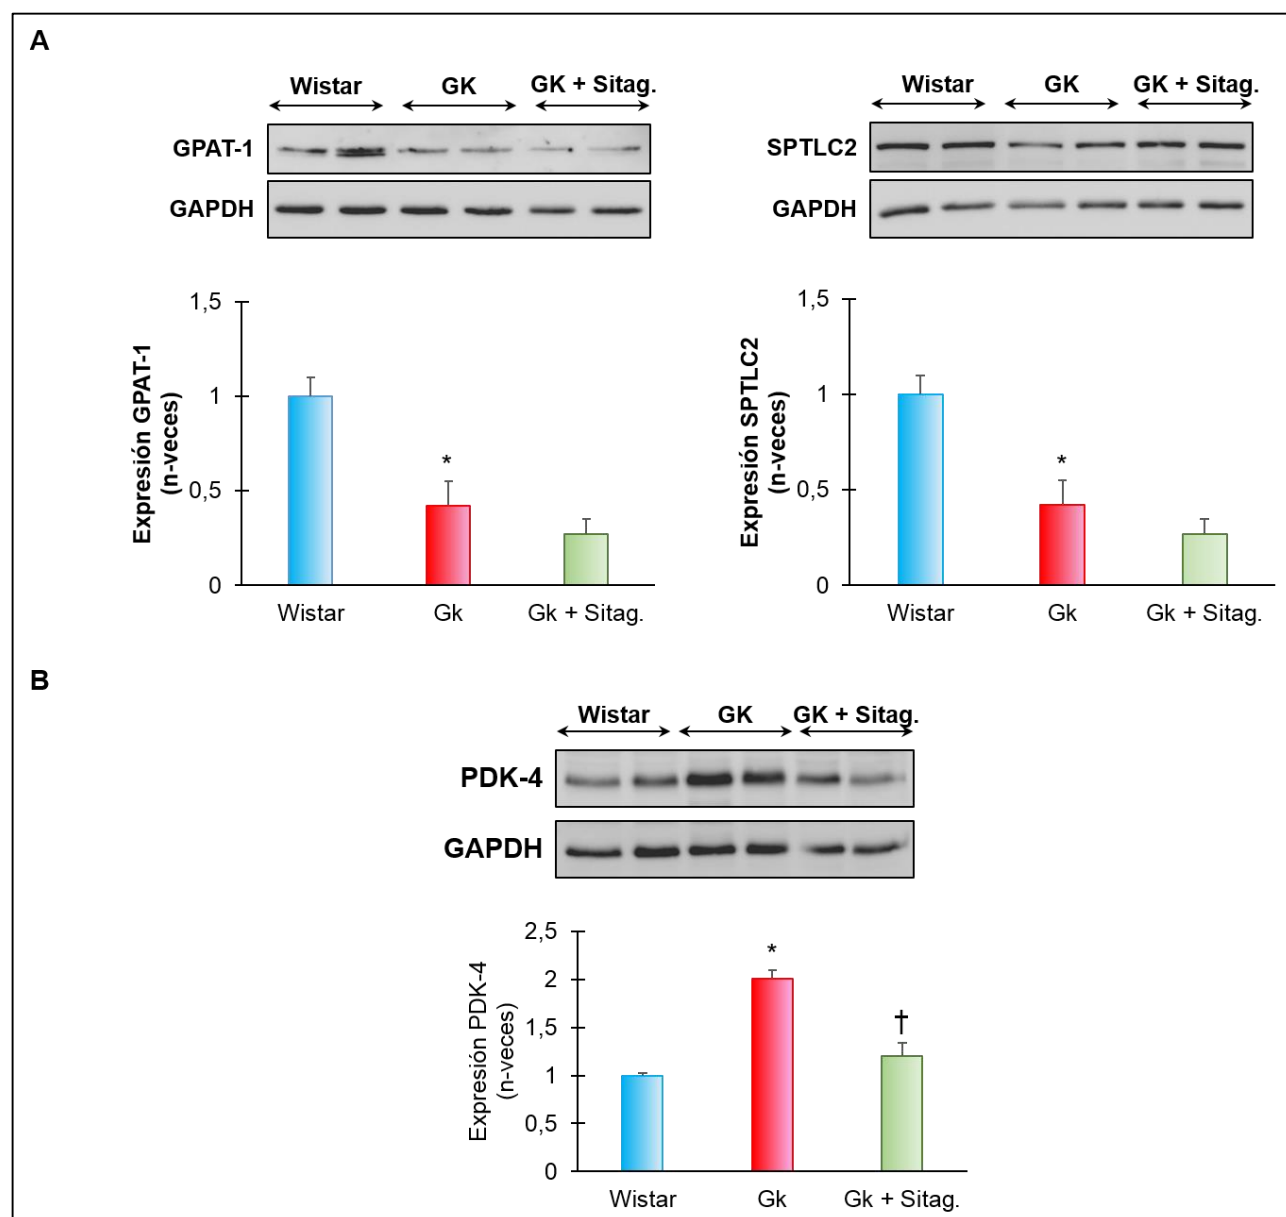 A
Wistar GK GK + Sitag.
GPAT-1
GAPDH
1,5
1
0,5
0
Expresión GPAT-1
(n-veces)
*
Wistar Gk Gk + Sitag.
Wistar GK GK + Sitag.
SPTLC2
GAPDH
1,5
1
0,5
0
Expresión SPTLC2
(n-veces)
*
Wistar Gk Gk + Sitag.
B
Wistar GK GK + Sitag.
PDK-4
GAPDH
2,5
2
1,5
1
0,5
0
Expresión PDK-4
(n-veces)
*
†
Wistar Gk Gk + Sitag.